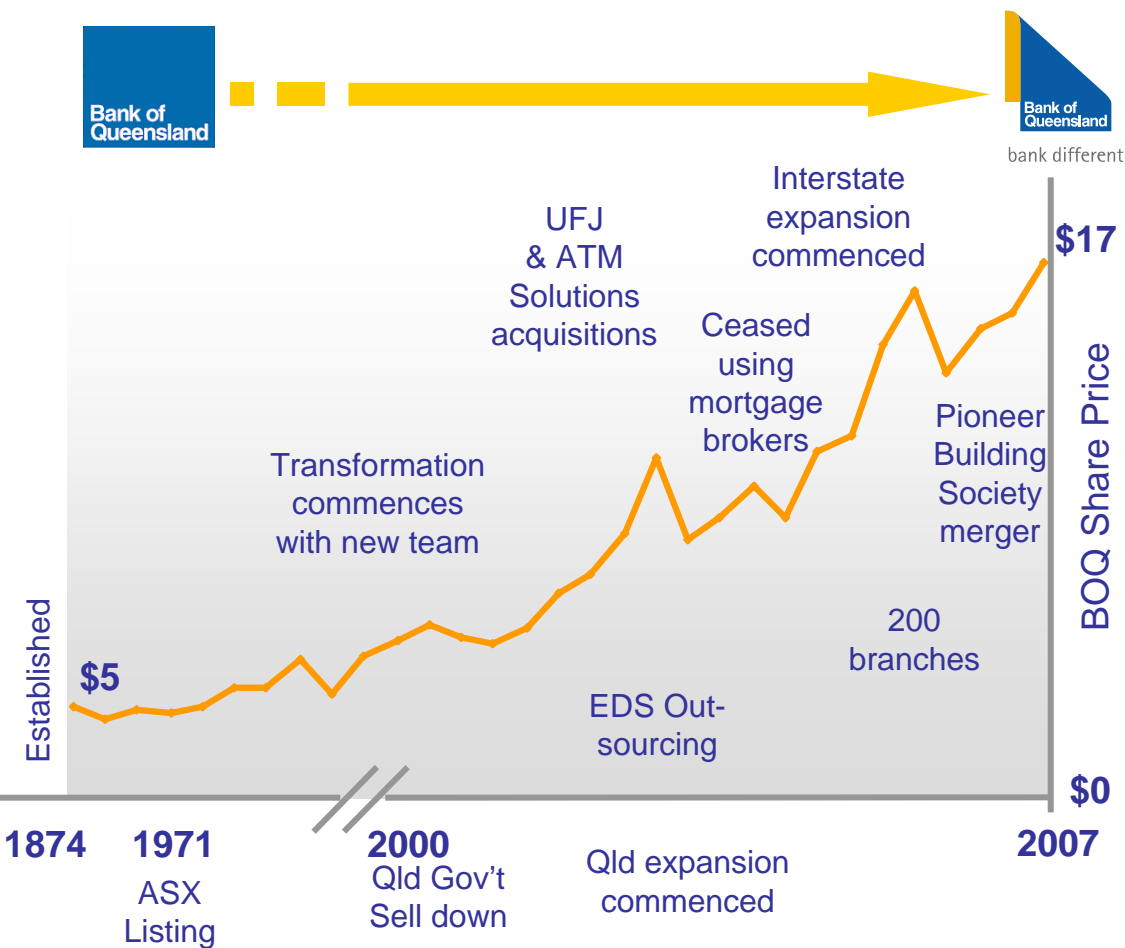 Bank of
Queensland
Bank of
Queensland
bank different
Interstate
expansion
commenced
UFJ
& ATM
Solutions
acquisitions
$17
Ceased
using
mortgage
brokers
BOQ Share Price
Pioneer
Building
Society
merger
Transformation
commences
with new team
Established
$5
200
branches
EDS Out-
sourcing
$0
1874
1971
2000
2007
ASX
Listing
Qld Gov't
Sell down
Qld expansion
commenced